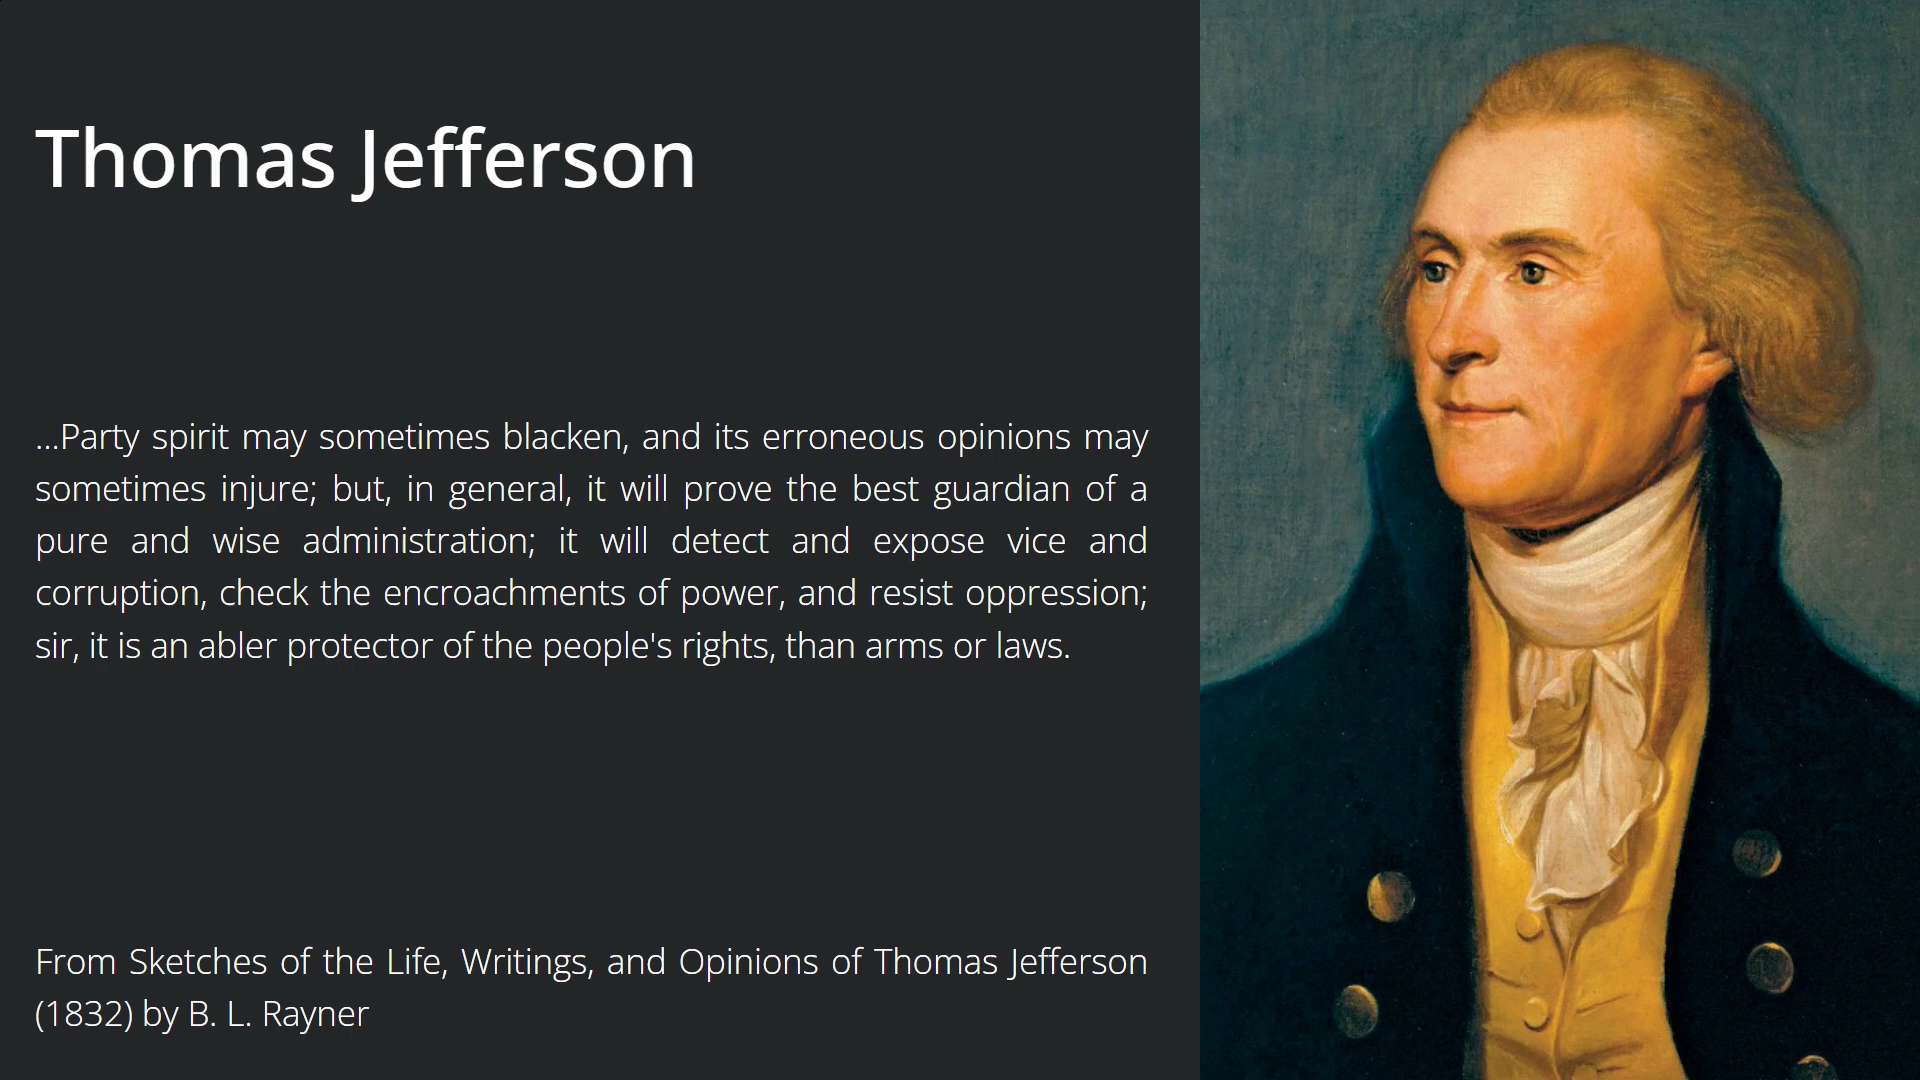 Thomas Jefferson
...Party spirit may sometimes blacken, and its erroneous opinions may
sometimes injure; but, in general, it will prove the best guardian of a
pure and wise administration; it will detect and expose vice and
corruption, check the encroachments of power, and resist oppression;
sir, it is an abler protector of the people's rights, than arms or laws.
From Sketches of the Life, Writings, and Opinions of Thomas Jefferson
(1832) by B. L. Rayner